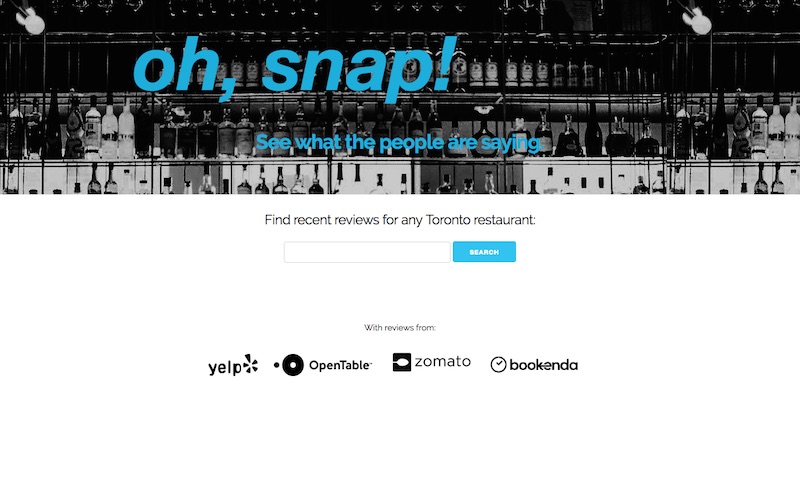 oh, snap!
See what the people are saying.
Find recent reviews for any Toronto restaurant:
SEARCH
With reviews from:
yelp OpenTable zomato bookenda